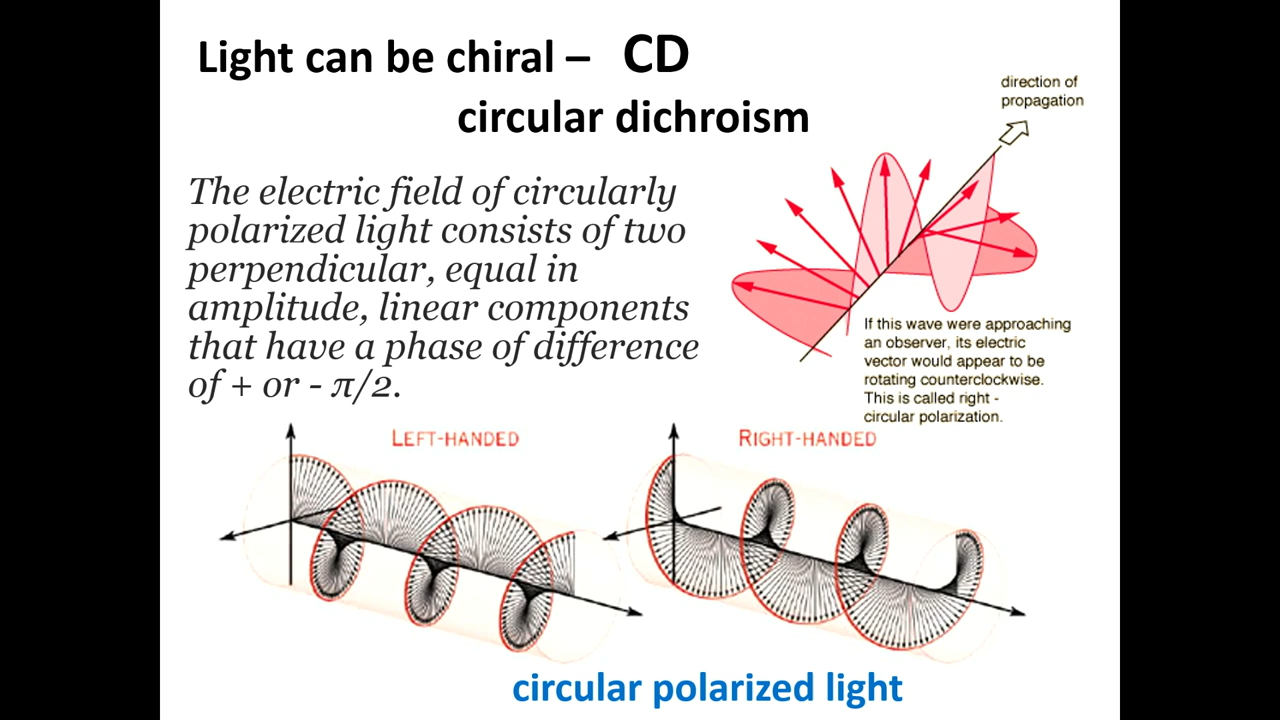 Light can be chiral – CD
circular dichroism
direction of
propagation
The electric field of circularly
polarized light consists of two
perpendicular, equal in
amplitude, linear components
that have a phase of difference
of + or - π/2.
If this wave were approaching
an observer, its electric
vector would appear to be
rotating counterclockwise.
This is called right -
circular polarization.
LEFT-HANDED
RIGHT-HANDED
circular polarized light